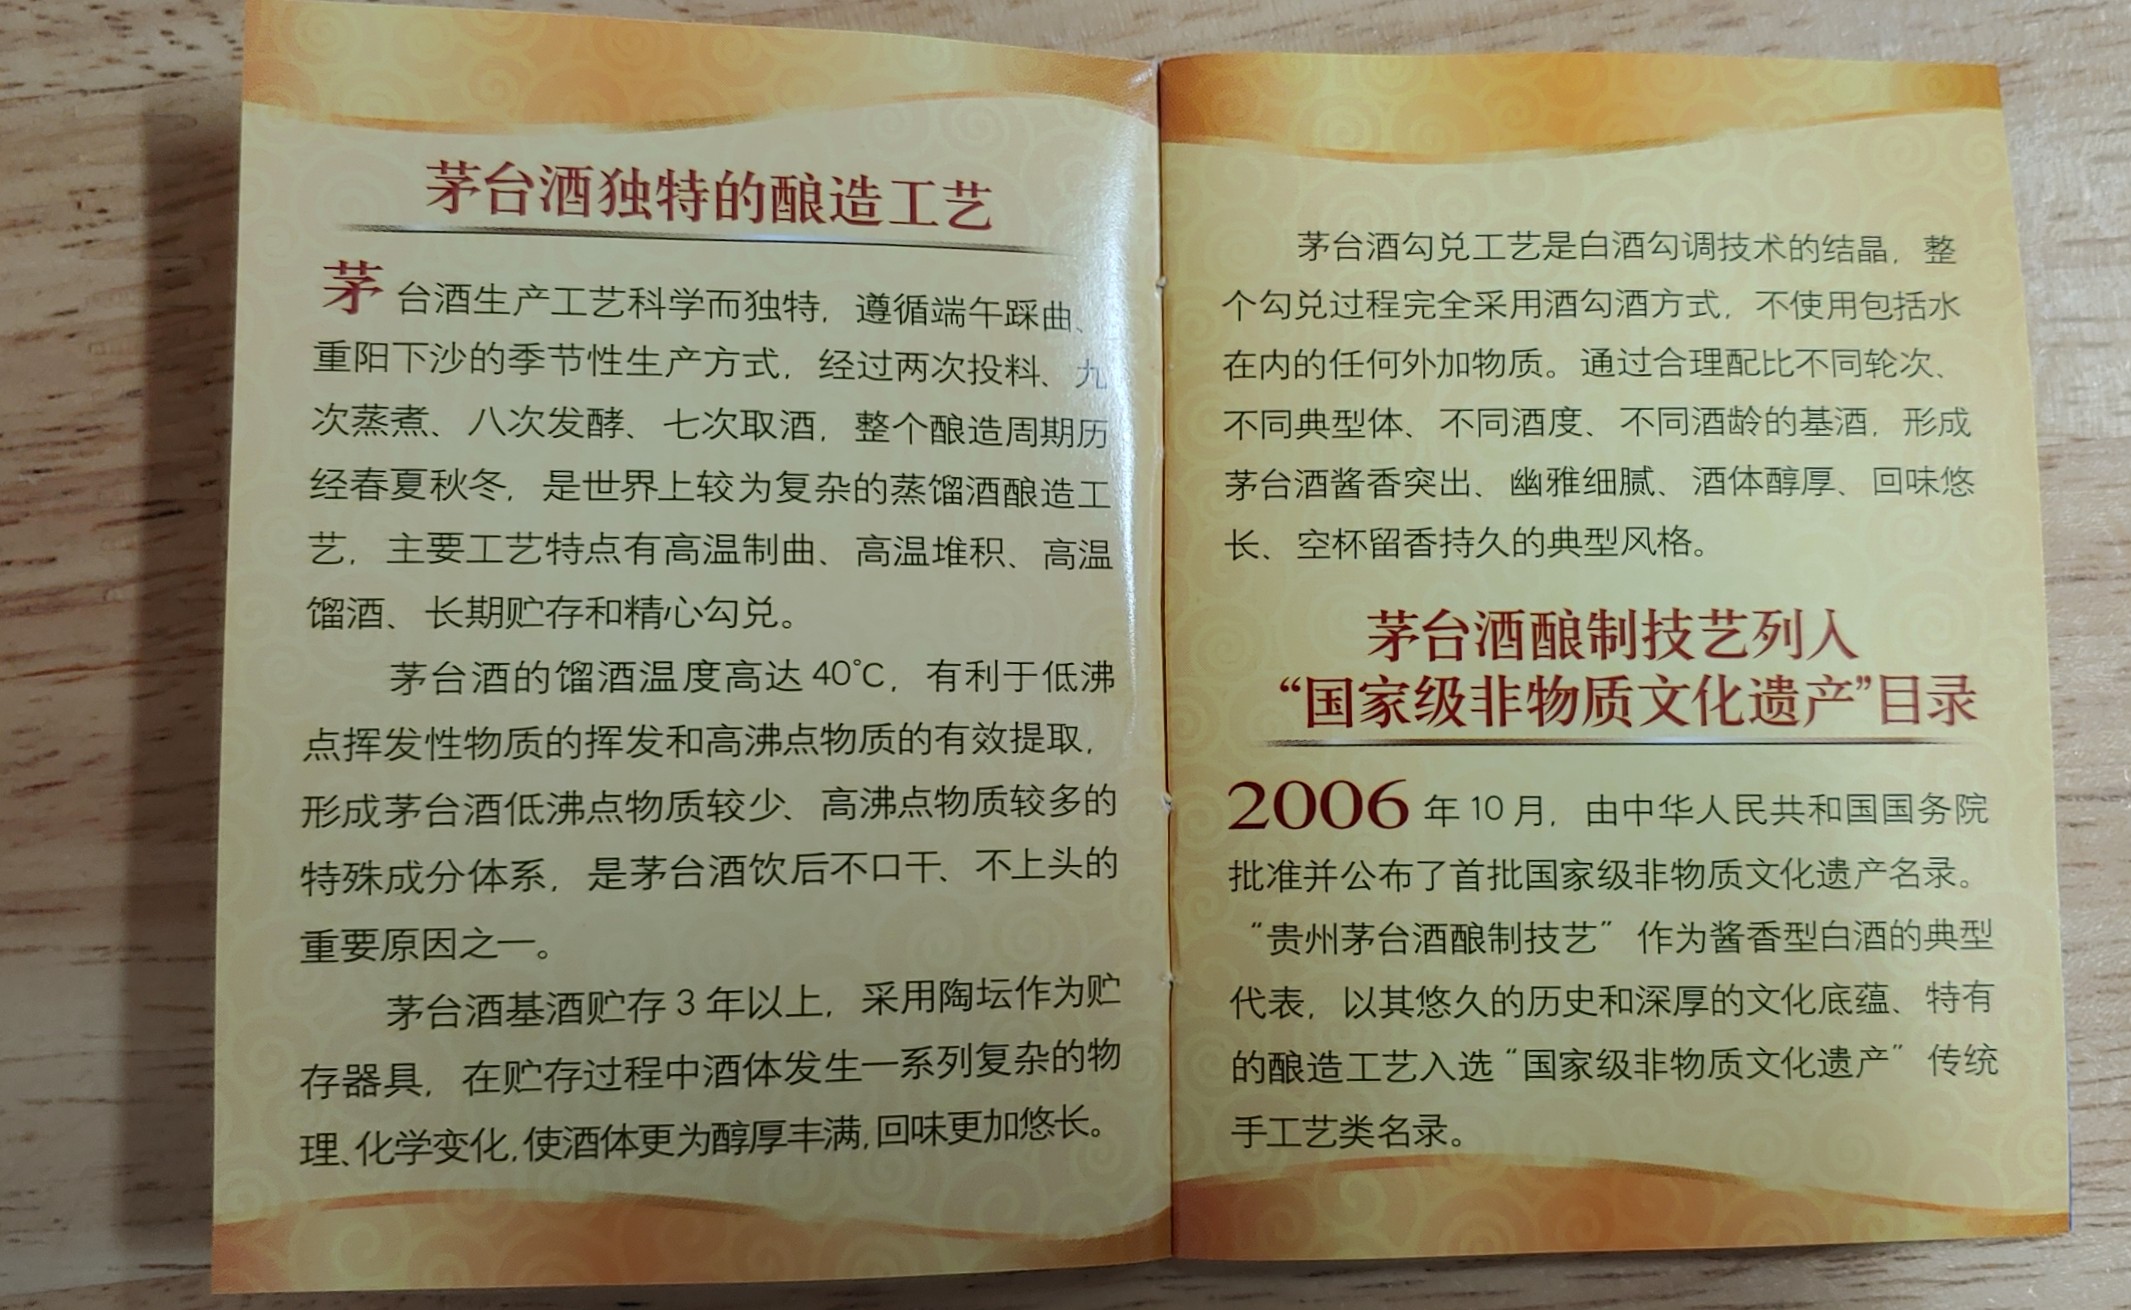 茅台酒独特的酿造工艺
茅台酒生产工艺科学而独特，遵循端午踩曲、
重阳下沙的季节性生产方式，经过两次投料、九
次蒸煮、八次发酵、七次取酒，整个酿造周期历
经春夏秋冬，是世界上较为复杂的蒸馏酒酿造工
艺，主要工艺特点有高温制曲、高温堆积、高温
馏酒、长期贮存和精心勾兑。
茅台酒的馏酒温度高达40℃，有利于低沸
点挥发性物质的挥发和高沸点物质的有效提取，
形成茅台酒低沸点物质较少、高沸点物质较多的
特殊成分体系，是茅台酒饮后不口干、不上头的
重要原因之一。
茅台酒基酒贮存3年以上，采用陶坛作为贮
存器具，在贮存过程中酒体发生一系列复杂的物
理、化学变化，使酒体更为醇厚丰满，回味更加悠长。
茅台酒勾兑工艺是白酒勾调技术的结晶，整
个勾兑过程完全采用酒勾酒方式，不使用包括水
在内的任何外加物质。通过合理配比不同轮次、
不同典型体、不同酒度、不同酒龄的基酒，形成
茅台酒酱香突出、幽雅细腻、酒体醇厚、回味悠
长、空杯留香持久的典型风格。
茅台酒酿制技艺列入
“国家级非物质文化遗产”目录
2006年10月，由中华人民共和国国务院
批准并公布了首批国家级非物质文化遗产名录。
“贵州茅台酒酿制技艺”作为酱香型白酒的典型
代表，以其悠久的历史和深厚的文化底蕴、特有
的酿造工艺入选“国家级非物质文化遗产”传统
手工艺类名录。